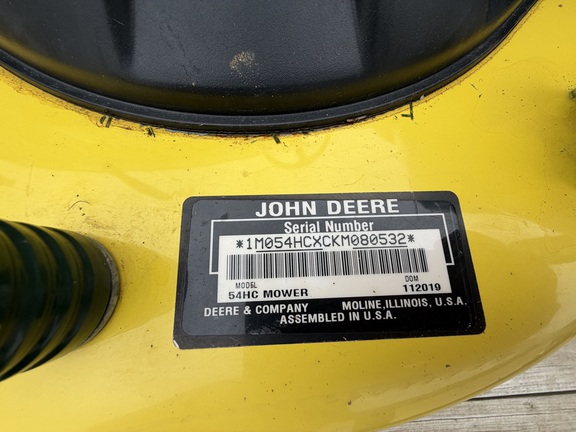 JOHN DEERE
Serial Number
*1M054HCXCKM080532*
MODEL DOM
54HC MOWER 112019
DEERE & COMPANY MOLINE, ILLINOIS, U.S.A.
ASSEMBLED IN U.S.A.